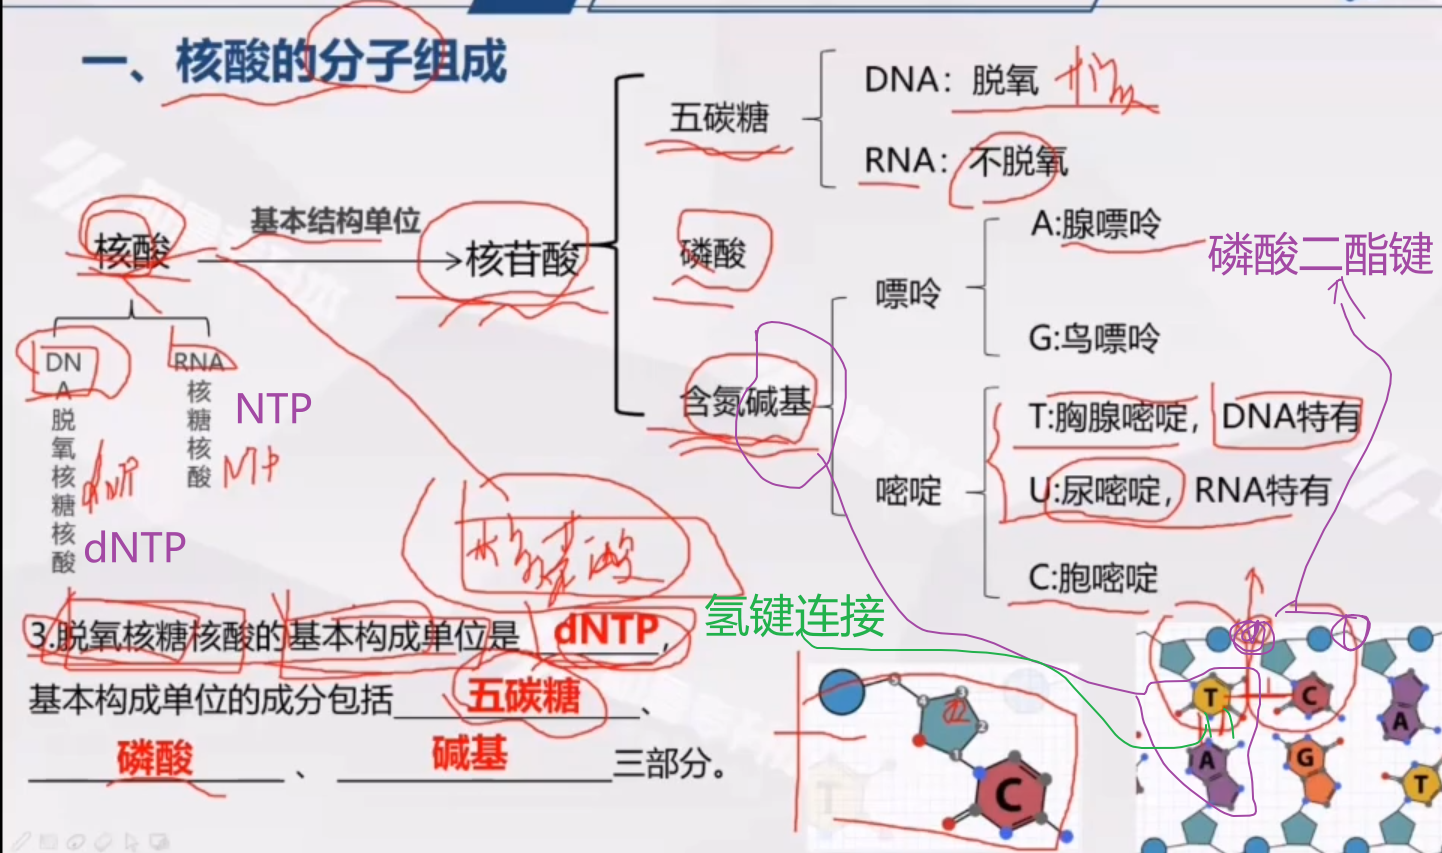 一、核酸的分子组成
DNA：脱氧
五碳糖
RNA：不脱氧
基本结构单位
核酸
核苷酸
磷酸
A:腺嘌呤
磷酸二酯键
嘌呤
G:鸟嘌呤
DN
A
脱
氧
核
糖
核
酸
RNA
核
糖
核
酸
NTP
dNTP
含氮碱基
T:胸腺嘧啶，DNA特有
嘧啶
U:尿嘧啶，RNA特有
C:胞嘧啶
氢键连接
3.脱氧核糖核酸的基本构成单位是 dNTP ，
基本构成单位的成分包括 五碳糖 、
磷酸 、 碱基 三部分。
4
3
2
1
C
T
C
A
A
G
T